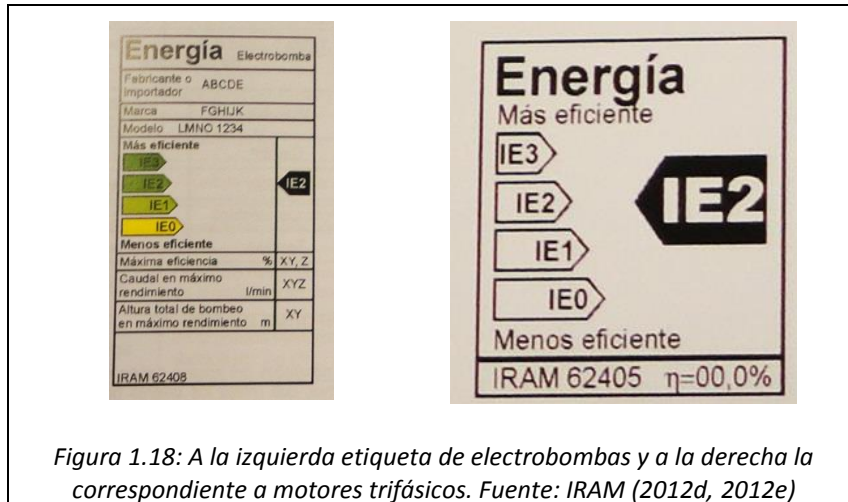 Energía Electrobomba
Fabricante o
importador ABCDE
Marca FGHIJK
Modelo LMNO 1234
Más eficiente
IE3
IE2 IE2
IE1
IE0
Menos eficiente
Máxima eficiencia % XY, Z
Caudal en máximo
rendimiento l/min XYZ
Altura total de bombeo
en máximo rendimiento m XY
IRAM 62408
Energía
Más eficiente
IE3
IE2 IE2
IE1
IE0
Menos eficiente
IRAM 62405 η=00,0%
Figura 1.18: A la izquierda etiqueta de electrobombas y a la derecha la
correspondiente a motores trifásicos. Fuente: IRAM (2012d, 2012e)